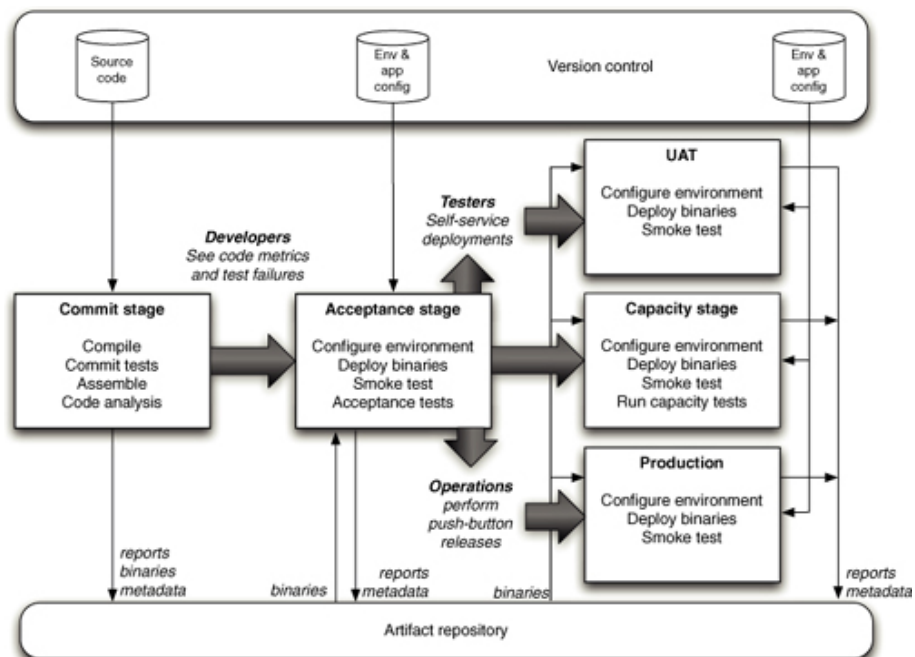 Source
code
Env &
app
config
Version control
Env &
app
config
UAT
Configure environment
Deploy binaries
Smoke test
Testers
Self-service
deployments
Developers
See code metrics
and test failures
Commit stage
Compile
Commit tests
Assemble
Code analysis
Acceptance stage
Configure environment
Deploy binaries
Smoke test
Acceptance tests
Capacity stage
Configure environment
Deploy binaries
Smoke test
Run capacity tests
Operations
perform
push-button
releases
Production
Configure environment
Deploy binaries
Smoke test
reports
binaries
metadata
binaries
reports
metadata
binaries
reports
metadata
Artifact repository